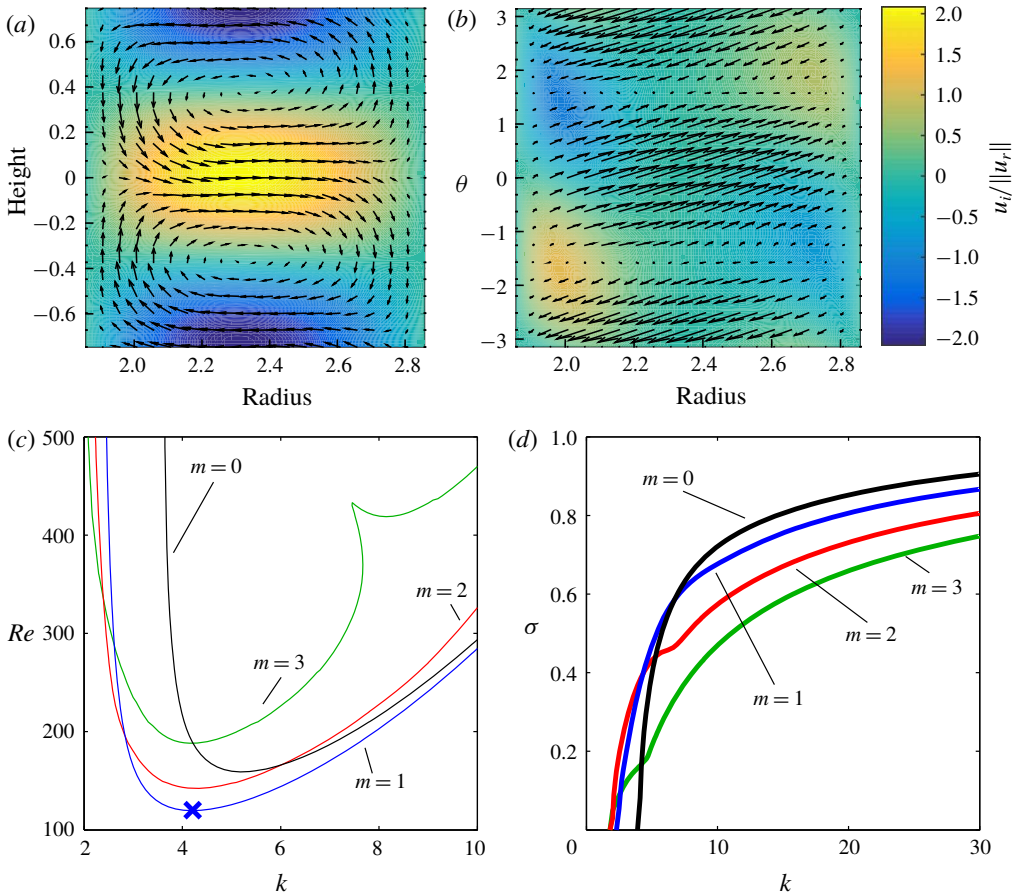 (a)
0.6
0.4
0.2
0
−0.2
−0.4
−0.6
Height
2.0 2.2 2.4 2.6 2.8
Radius
(b)
3
2
1
0
−1
−2
−3
θ
2.0 2.2 2.4 2.6 2.8
Radius
2.0
1.5
1.0
0.5
0
−0.5
−1.0
−1.5
−2.0
u_i/||u_r||
(c)
500
400
300
200
100
Re
m = 0
m = 2
m = 3
m = 1
2 4 6 8 10
k
(d)
1.0
0.8
0.6
0.4
0.2
0
σ
m = 0
m = 3
m = 2
m = 1
0 10 20 30
k